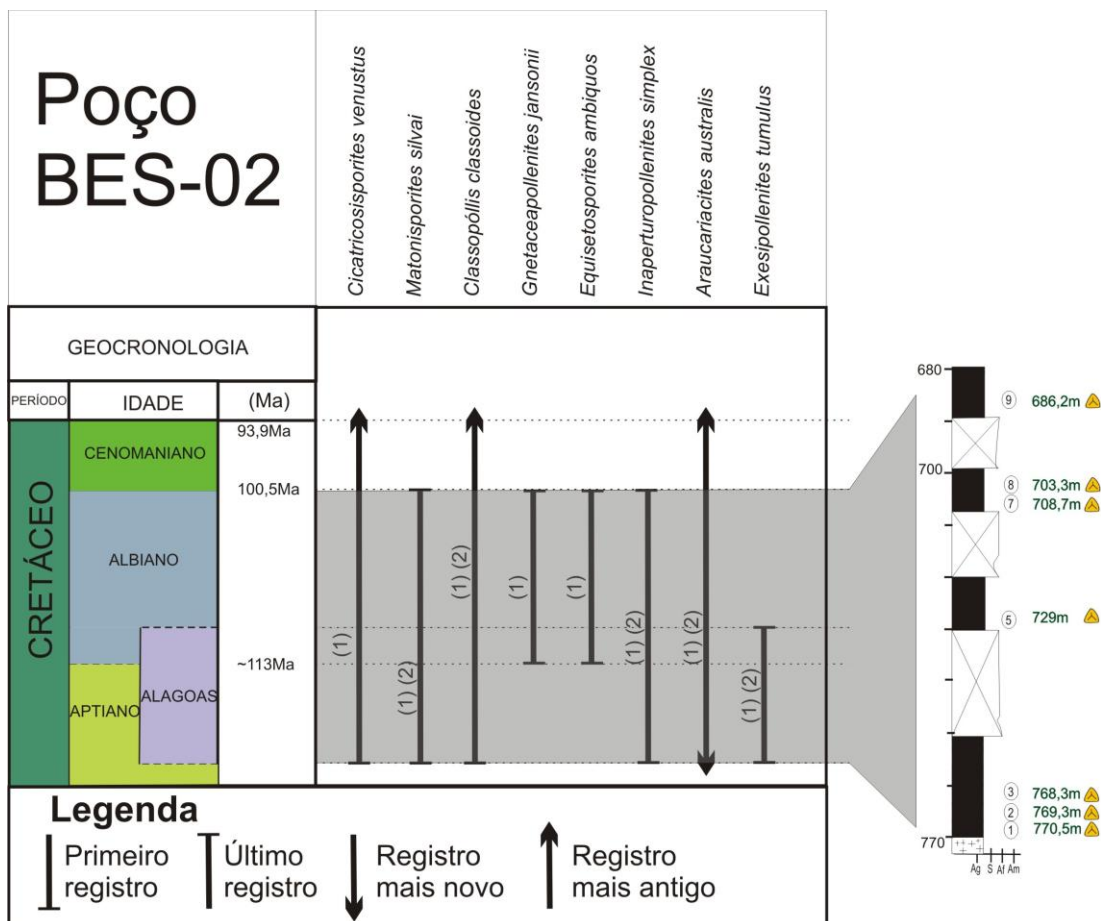 Poço
BES-02
Cicatricosisporites venustus
Matonisporites silvai
Classopóllis classoides
Gnetaceapollenites jansonii
Equisetosporites ambiquos
Inaperturopollenites simplex
Araucariacites australis
Exesipollenites tumulus
GEOCRONOLOGIA
PERÍODO
IDADE
(Ma)
CRETÁCEO
93,9Ma
CENOMANIANO
100,5Ma
ALBIANO
~113Ma
ALAGOAS
APTIANO
(1)
(1) (2)
(1) (2)
(1)
(1)
(1) (2)
(1) (2)
(1) (2)
680
9 686,2m
700
8 703,3m
7 708,7m
5 729m
3 768,3m
2 769,3m
1 770,5m
770
Ag S Af Am
Legenda
Primeiro
registro
Último
registro
Registro
mais novo
Registro
mais antigo